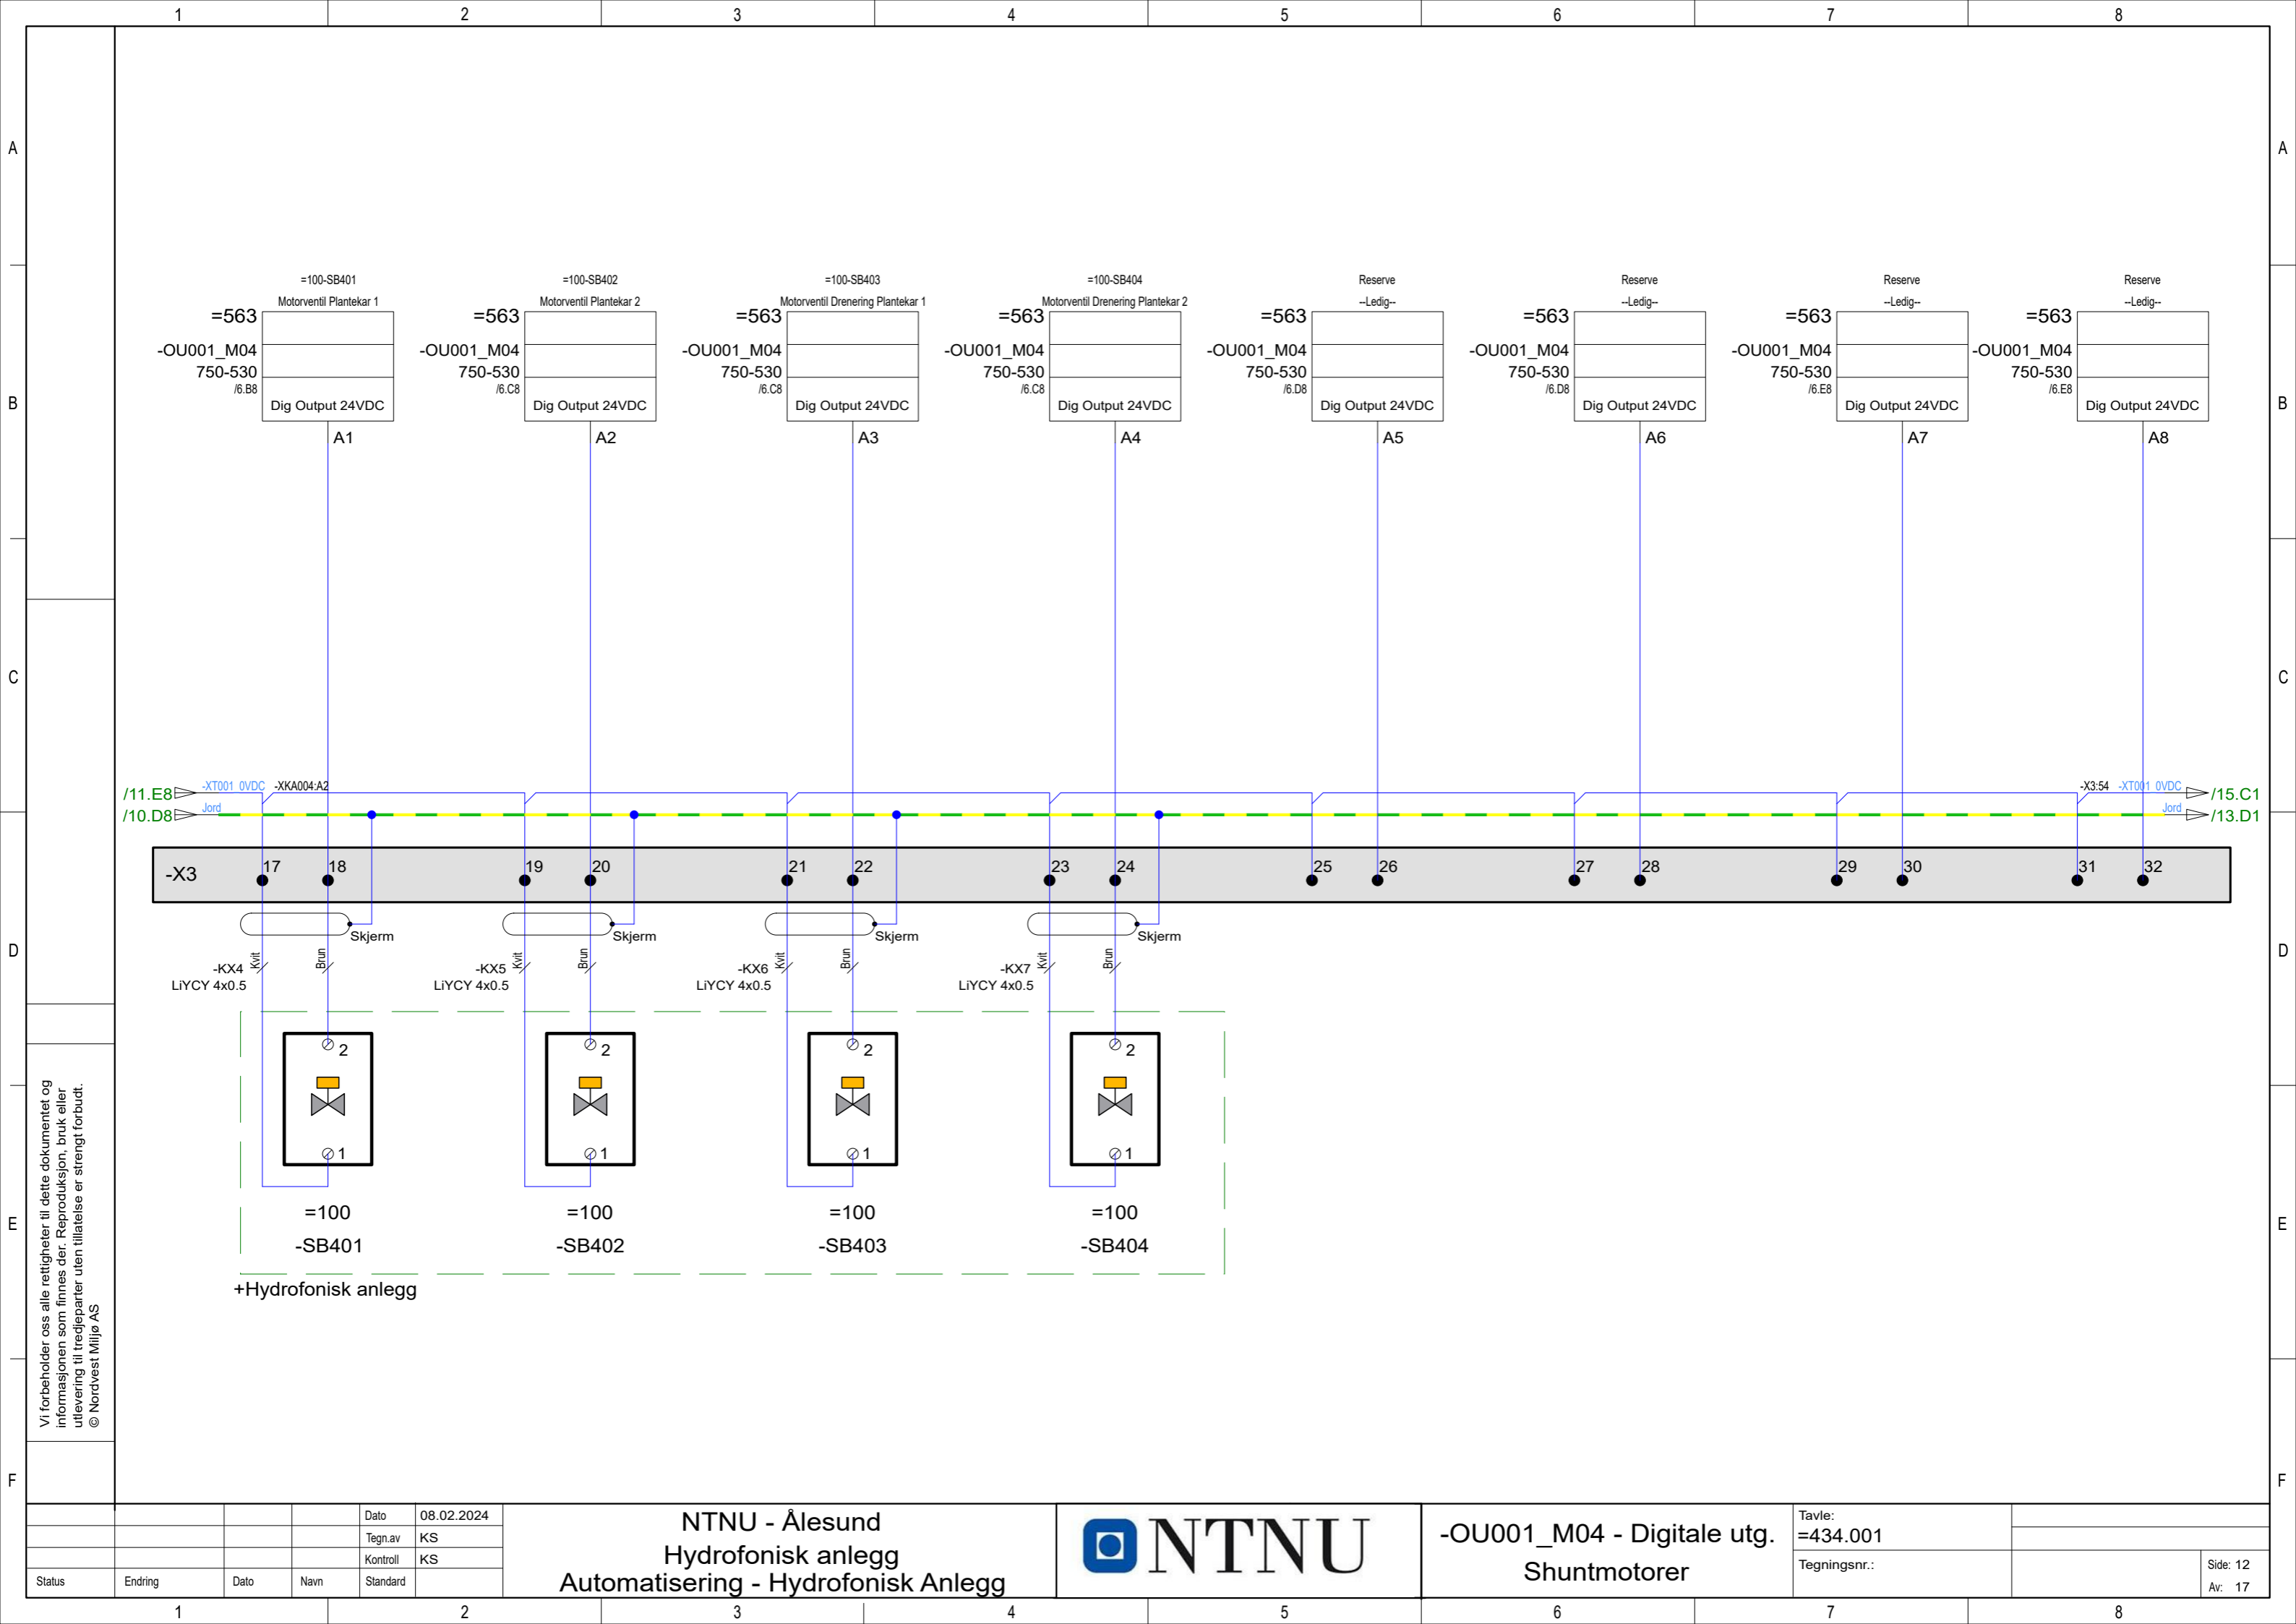 1 2 3 4 5 6 7 8
A A
B B
C C
D D
E E
F F
=100-SB401
Motorventil Plantekar 1
=563
-OU001_M04
750-530
/6.B8
Dig Output 24VDC
A1
=100-SB402
Motorventil Plantekar 2
=563
-OU001_M04
750-530
/6.C8
Dig Output 24VDC
A2
=100-SB403
Motorventil Drenering Plantekar 1
=563
-OU001_M04
750-530
/6.C8
Dig Output 24VDC
A3
=100-SB404
Motorventil Drenering Plantekar 2
=563
-OU001_M04
750-530
/6.C8
Dig Output 24VDC
A4
Reserve
--Ledig--
=563
-OU001_M04
750-530
/6.D8
Dig Output 24VDC
A5
Reserve
--Ledig--
=563
-OU001_M04
750-530
/6.D8
Dig Output 24VDC
A6
Reserve
--Ledig--
=563
-OU001_M04
750-530
/6.E8
Dig Output 24VDC
A7
Reserve
--Ledig--
=563
-OU001_M04
750-530
/6.E8
Dig Output 24VDC
A8
/11.E8 -XT001_0VDC -XKA004:A2
/10.D8 Jord
-X3:54 -XT001_0VDC /15.C1
Jord /13.D1
-X3 17 18 19 20 21 22 23 24 25 26 27 28 29 30 31 32
Skjerm
Kvit
Brun
-KX4
LiYCY 4x0.5
Skjerm
Kvit
Brun
-KX5
LiYCY 4x0.5
Skjerm
Kvit
Brun
-KX6
LiYCY 4x0.5
Skjerm
Kvit
Brun
-KX7
LiYCY 4x0.5
2
1
=100
-SB401
2
1
=100
-SB402
2
1
=100
-SB403
2
1
=100
-SB404
+Hydrofonisk anlegg
Vi forbeholder oss alle rettigheter til dette dokumentet og
informasjonen som finnes der. Reproduksjon, bruk eller
utlevering til tredjeparter uten tillatelse er strengt forbudt.
© Nordvest Miljø AS
Status Endring Dato Navn
Dato 08.02.2024
Tegn.av KS
Kontroll KS
Standard
NTNU - Ålesund
Hydrofonisk anlegg
Automatisering - Hydrofonisk Anlegg
NTNU
-OU001_M04 - Digitale utg.
Shuntmotorer
Tavle:
=434.001
Tegningsnr.:
Side: 12
Av: 17
1 2 3 4 5 6 7 8